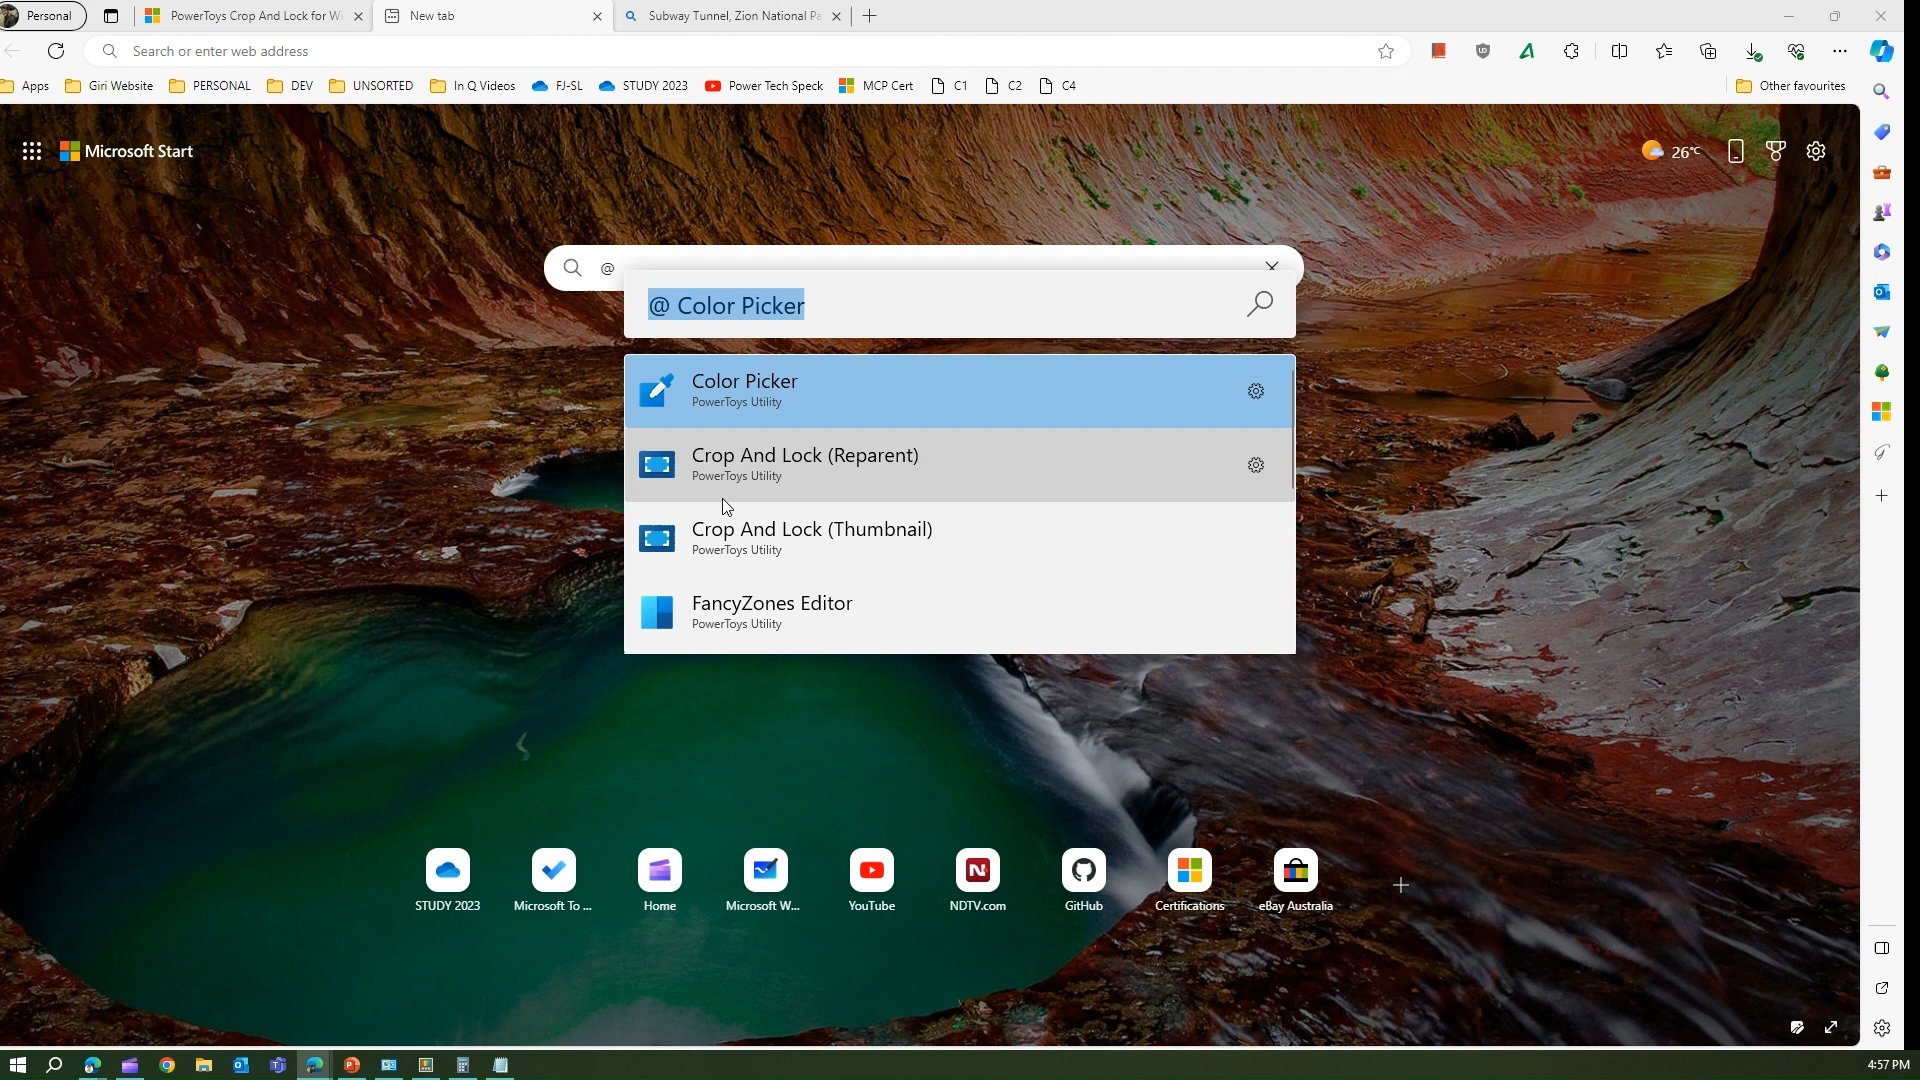 Personal
PowerToys Crop And Lock for Wi
New tab
Subway Tunnel, Zion National Pa
Search or enter web address
Apps
Giri Website
PERSONAL
DEV
UNSORTED
In Q Videos
FJ-SL
STUDY 2023
Power Tech Speck
MCP Cert
C1
C2
C4
Other favourites
Microsoft Start
26°C
@
@ Color Picker
Color Picker
PowerToys Utility
Crop And Lock (Reparent)
PowerToys Utility
Crop And Lock (Thumbnail)
PowerToys Utility
FancyZones Editor
PowerToys Utility
STUDY 2023
Microsoft To ...
Home
Microsoft W...
YouTube
NDTV.com
GitHub
Certifications
eBay Australia
4:57 PM